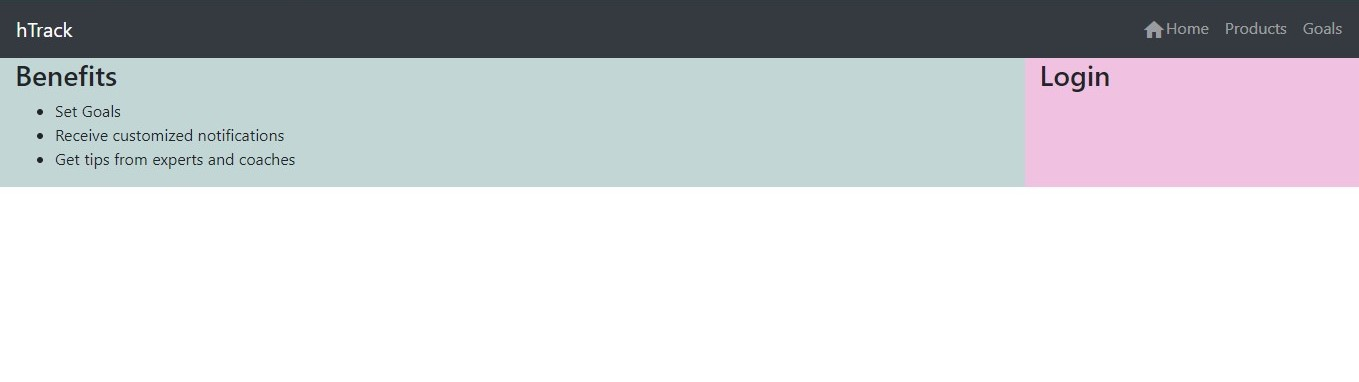 hTrack
Home Products Goals
Benefits
Set Goals
Receive customized notifications
Get tips from experts and coaches
Login